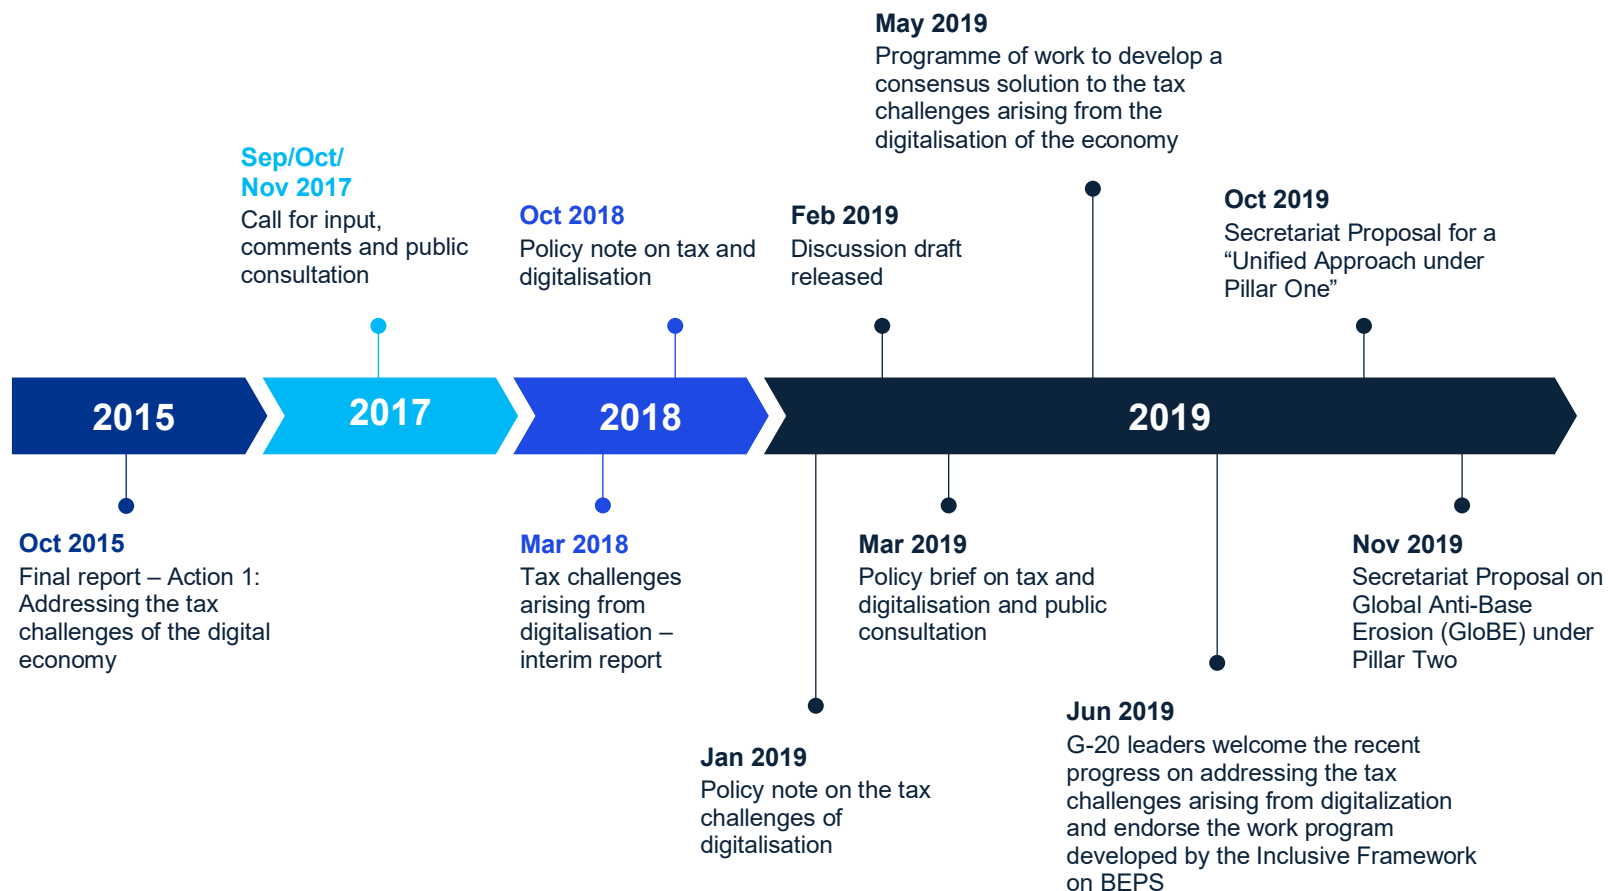 May 2019
Programme of work to develop a
consensus solution to the tax
challenges arising from the
digitalisation of the economy
Sep/Oct/
Nov 2017
Call for input,
comments and public
consultation
Oct 2018
Policy note on tax and
digitalisation
Feb 2019
Discussion draft
released
Oct 2019
Secretariat Proposal for a
“Unified Approach under
Pillar One”
2015
2017
2018
2019
Oct 2015
Final report – Action 1:
Addressing the tax
challenges of the digital
economy
Mar 2018
Tax challenges
arising from
digitalisation –
interim report
Jan 2019
Policy note on the tax
challenges of
digitalisation
Mar 2019
Policy brief on tax and
digitalisation and public
consultation
Jun 2019
G-20 leaders welcome the recent
progress on addressing the tax
challenges arising from digitalization
and endorse the work program
developed by the Inclusive Framework
on BEPS
Nov 2019
Secretariat Proposal on
Global Anti-Base
Erosion (GloBE) under
Pillar Two